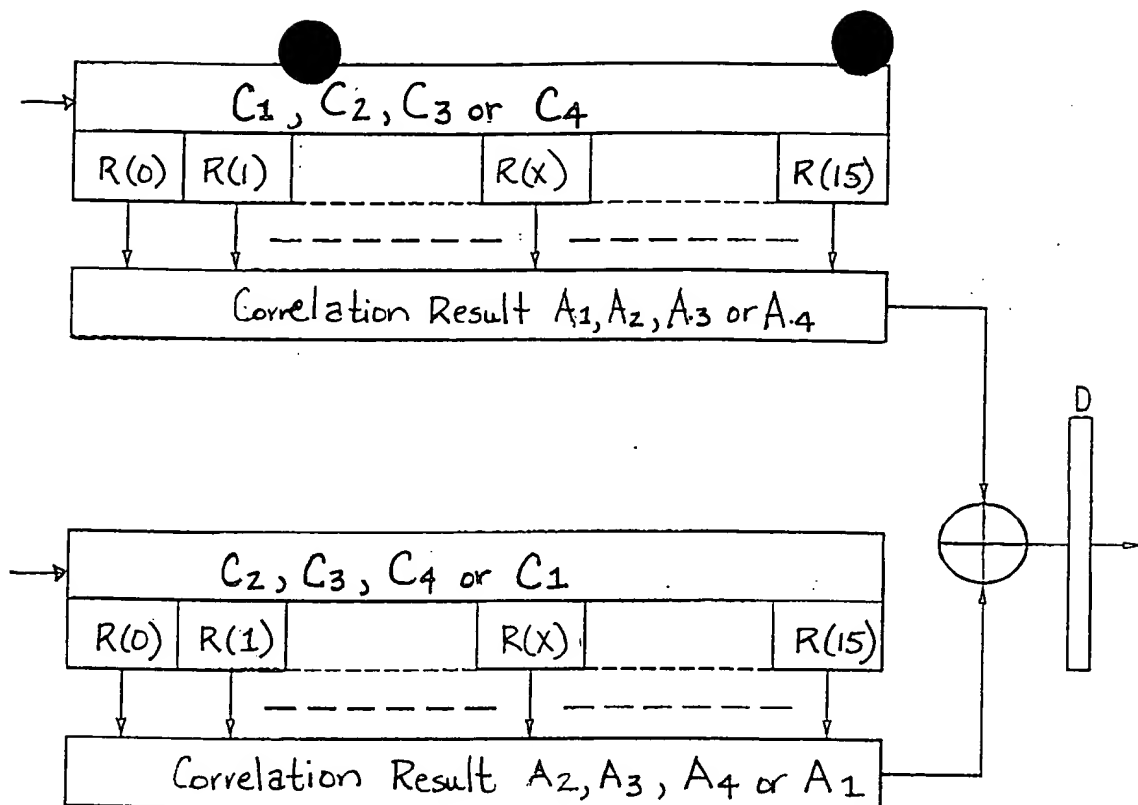 C1, C2, C3 or C4
R(0) R(1) R(X) R(15)
Correlation Result A1, A2, A3 or A4
D
C2, C3, C4 or C1
R(0) R(1) R(X) R(15)
Correlation Result A2, A3, A4 or A1